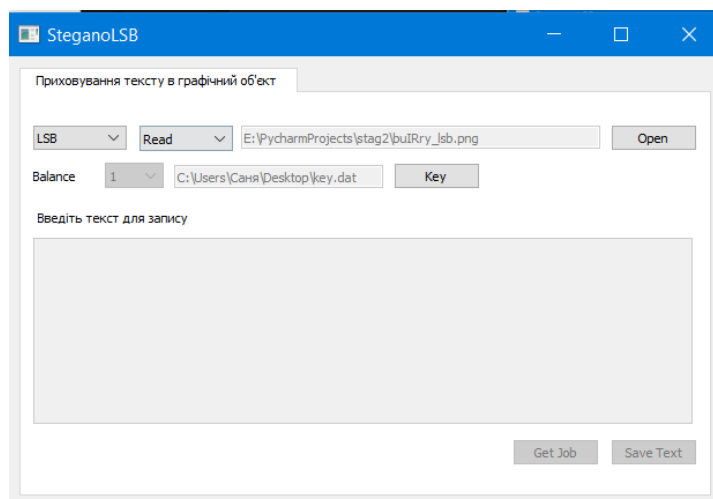 SteganoLSB
Приховування тексту в графічний об'єкт
LSB Read E:\PycharmProjects\stag2\buIRry_lsb.png Open
Balance 1 C:\Users\Саня\Desktop\key.dat Key
Введіть текст для запису
Get Job Save Text